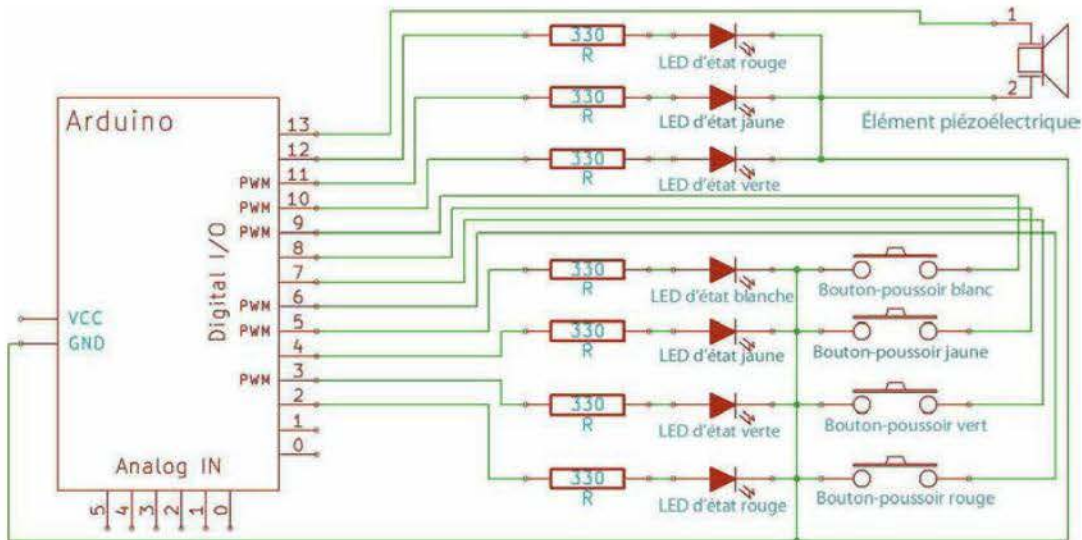 Arduino
Digital I/O
Analog IN
VCC
GND
13
12
PWM 11
PWM 10
PWM 9
8
7
PWM 6
PWM 5
4
PWM 3
2
1
0
5
4
3
2
1
0
330
R
LED d'état rouge
330
R
LED d'état jaune
330
R
LED d'état verte
1
2
Élément piézoélectrique
330
R
LED d'état blanche
Bouton-poussoir blanc
330
R
LED d'état jaune
Bouton-poussoir jaune
330
R
LED d'état verte
Bouton-poussoir vert
330
R
LED d'état rouge
Bouton-poussoir rouge